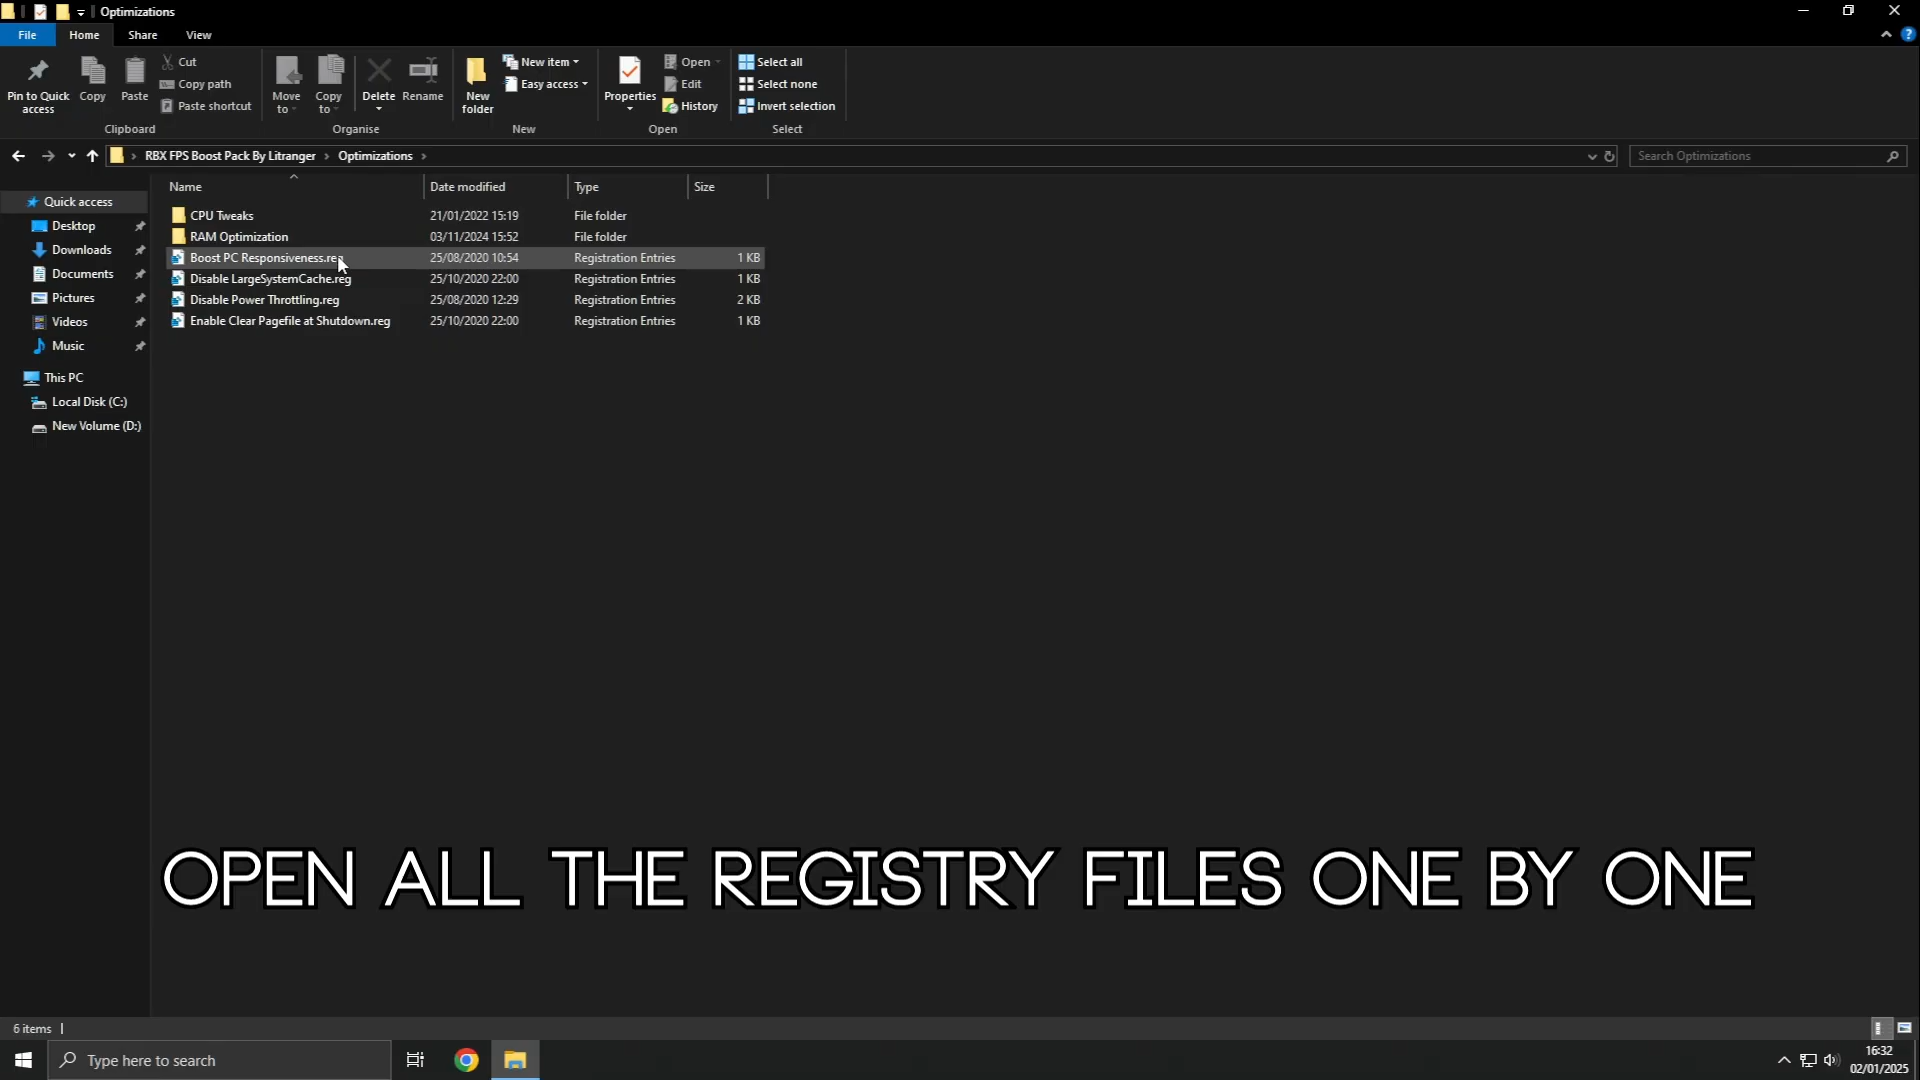 Optimizations
File Home Share View
Pin to Quick access
Copy
Paste
Cut
Copy path
Paste shortcut
Clipboard
Move to
Copy to
Delete
Rename
Organise
New folder
New item
Easy access
New
Properties
Open
Edit
History
Open
Select all
Select none
Invert selection
Select
RBX FPS Boost Pack By Litranger > Optimizations >
Search Optimizations
Name Date modified Type Size
CPU Tweaks 21/01/2022 15:19 File folder
RAM Optimization 03/11/2024 15:52 File folder
Boost PC Responsiveness.reg 25/08/2020 10:54 Registration Entries 1 KB
Disable LargeSystemCache.reg 25/10/2020 22:00 Registration Entries 1 KB
Disable Power Throttling.reg 25/08/2020 12:29 Registration Entries 2 KB
Enable Clear Pagefile at Shutdown.reg 25/10/2020 22:00 Registration Entries 1 KB
Quick access
Desktop
Downloads
Documents
Pictures
Videos
Music
This PC
Local Disk (C:)
New Volume (D:)
OPEN ALL THE REGISTRY FILES ONE BY ONE
6 items
Type here to search
16:32
02/01/2025